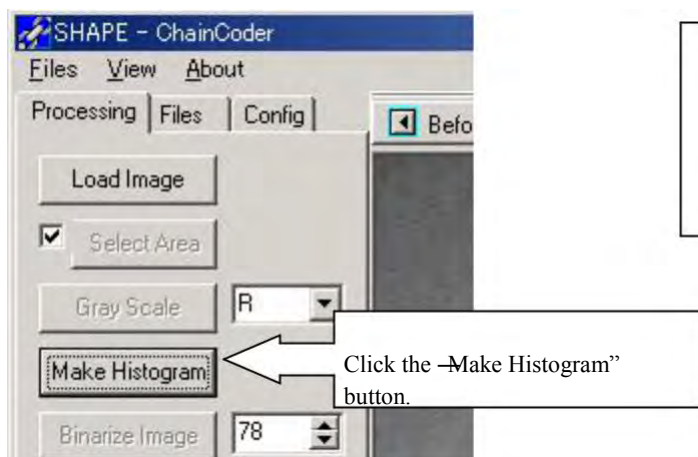 SHAPE - ChainCoder
Files View About
Processing Files Config
Befo
Load Image
Select Area
Gray Scale R
Make Histogram
Click the ―Make Histogram”
button.
Binarize Image 78